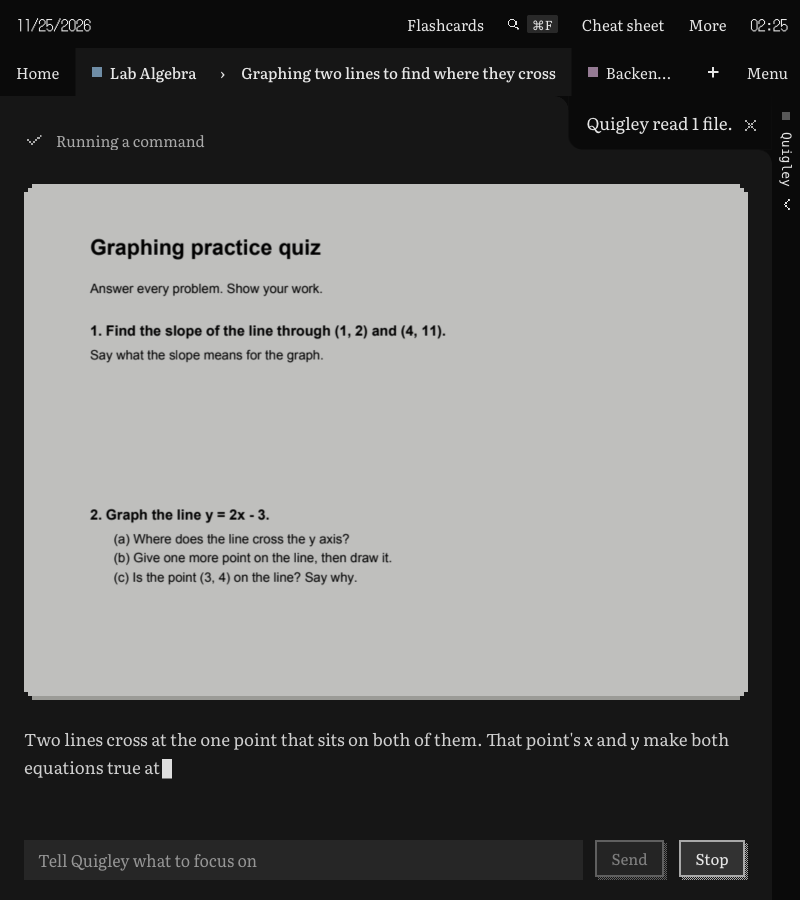 11/25/2026
Flashcards
⌘F
Cheat sheet
More
02:25
Home
Lab Algebra › Graphing two lines to find where they cross
Backen...
+
Menu
Quigley read 1 file.
Quigley
Running a command
Graphing practice quiz
Answer every problem. Show your work.
1. Find the slope of the line through (1, 2) and (4, 11).
Say what the slope means for the graph.
2. Graph the line y = 2x - 3.
(a) Where does the line cross the y axis?
(b) Give one more point on the line, then draw it.
(c) Is the point (3, 4) on the line? Say why.
Two lines cross at the one point that sits on both of them. That point's x and y make both
equations true at
Tell Quigley what to focus on
Send
Stop